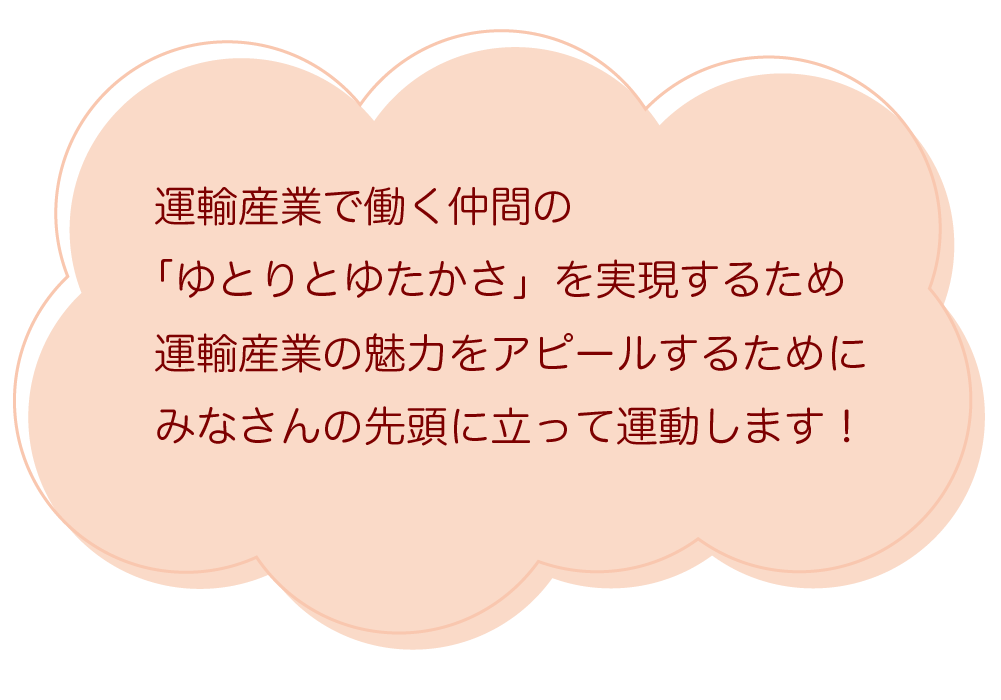 運輸産業で働く仲間の
「ゆとりとゆたかさ」を実現するため
運輸産業の魅力をアピールするために
みなさんの先頭に立って運動します！